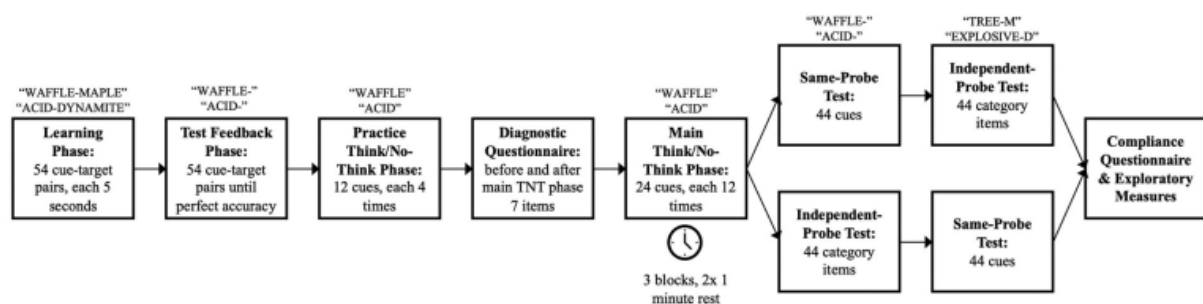 “WAFFLE-MAPLE”
“ACID-DYNAMITE”
Learning
Phase:
54 cue-target
pairs, each 5
seconds
“WAFFLE-”
“ACID-”
Test Feedback
Phase:
54 cue-target
pairs until
perfect accuracy
“WAFFLE”
“ACID”
Practice
Think/No-
Think Phase:
12 cues, each 4
times
Diagnostic
Questionnaire:
before and after
main TNT phase
7 items
“WAFFLE”
“ACID”
Main
Think/No-
Think Phase:
24 cues, each 12
times
3 blocks, 2x 1
minute rest
“WAFFLE-”
“ACID-”
Same-Probe
Test:
44 cues
“TREE-M”
“EXPLOSIVE-D”
Independent-
Probe Test:
44 category
items
Independent-
Probe Test:
44 category
items
Same-Probe
Test:
44 cues
Compliance
Questionnaire
& Exploratory
Measures